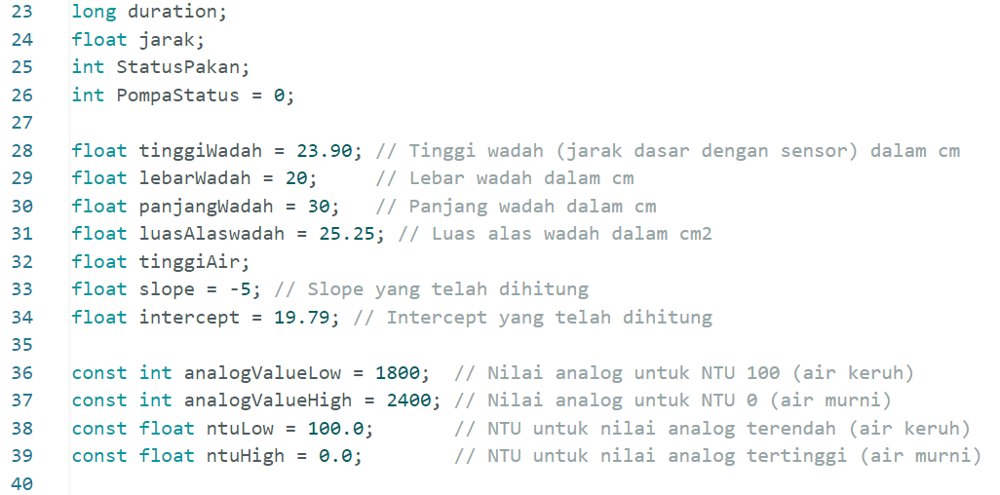 23 long duration;
24 float jarak;
25 int StatusPakan;
26 int PompaStatus = 0;
27
28 float tinggiWadah = 23.90; // Tinggi wadah (jarak dasar dengan sensor) dalam cm
29 float lebarWadah = 20; // Lebar wadah dalam cm
30 float panjangWadah = 30; // Panjang wadah dalam cm
31 float luasAlaswadah = 25.25; // Luas alas wadah dalam cm2
32 float tinggiAir;
33 float slope = -5; // Slope yang telah dihitung
34 float intercept = 19.79; // Intercept yang telah dihitung
35
36 const int analogValueLow = 1800; // Nilai analog untuk NTU 100 (air keruh)
37 const int analogValueHigh = 2400; // Nilai analog untuk NTU 0 (air murni)
38 const float ntuLow = 100.0; // NTU untuk nilai analog terendah (air keruh)
39 const float ntuHigh = 0.0; // NTU untuk nilai analog tertinggi (air murni)
40